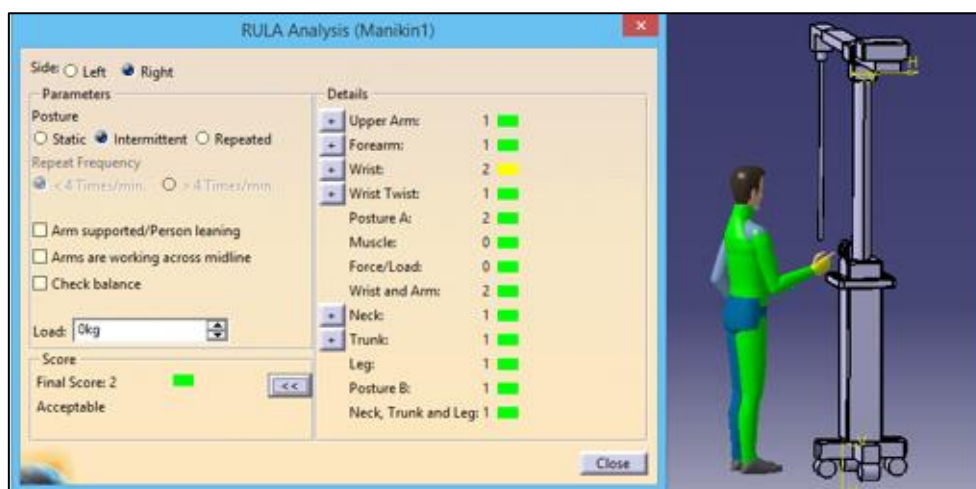 RULA Analysis (Manikin1)
Side: Left Right
Parameters
Posture
Static Intermittent Repeated
Repeat Frequency
< 4 Times/min. > 4 Times/min.
Arm supported/Person leaning
Arms are working across midline
Check balance
Load: 0kg
Score
Final Score: 2
<<
Acceptable
Details
+ Upper Arm: 1
+ Forearm: 1
+ Wrist: 2
+ Wrist Twist: 1
Posture A: 2
Muscle: 0
Force/Load: 0
Wrist and Arm: 2
+ Neck: 1
+ Trunk: 1
Leg: 1
Posture B: 1
Neck, Trunk and Leg: 1
Close
H